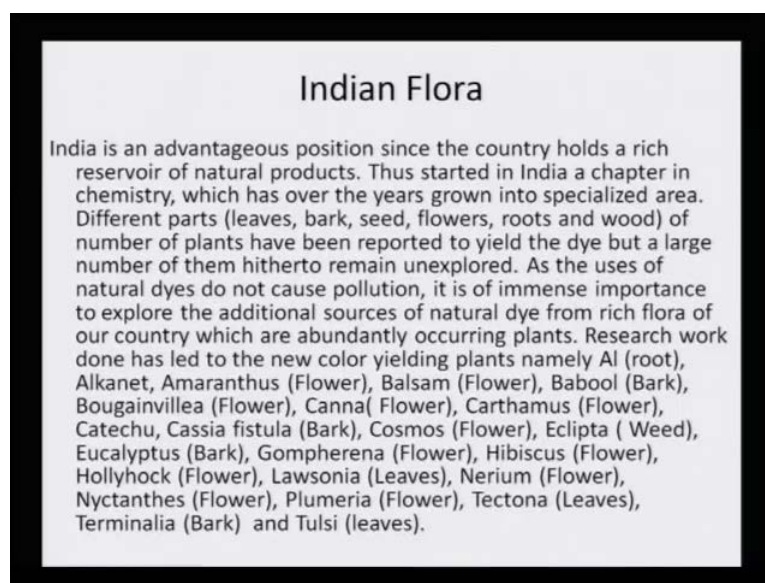 Indian Flora
India is an advantageous position since the country holds a rich
reservoir of natural products. Thus started in India a chapter in
chemistry, which has over the years grown into specialized area.
Different parts (leaves, bark, seed, flowers, roots and wood) of
number of plants have been reported to yield the dye but a large
number of them hitherto remain unexplored. As the uses of
natural dyes do not cause pollution, it is of immense importance
to explore the additional sources of natural dye from rich flora of
our country which are abundantly occurring plants. Research work
done has led to the new color yielding plants namely Al (root),
Alkanet, Amaranthus (Flower), Balsam (Flower), Babool (Bark),
Bougainvillea (Flower), Canna( Flower), Carthamus (Flower),
Catechu, Cassia fistula (Bark), Cosmos (Flower), Eclipta ( Weed),
Eucalyptus (Bark), Gompherena (Flower), Hibiscus (Flower),
Hollyhock (Flower), Lawsonia (Leaves), Nerium (Flower),
Nyctanthes (Flower), Plumeria (Flower), Tectona (Leaves),
Terminalia (Bark)  and Tulsi (leaves).